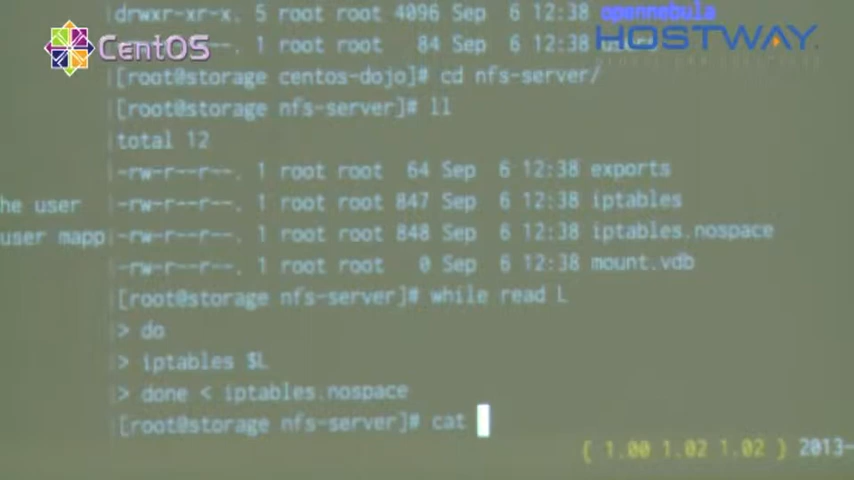 drwxr-xr-x. 5 root root 4096 Sep 6 12:38 opennebula
CentOS
-rw-r--r--. 1 root root 84 Sep 6 12:38
HOSTWAY.
[root@storage centos-dojo]# cd nfs-server/
[root@storage nfs-server]# ll
total 12
-rw-r--r--. 1 root root 64 Sep 6 12:38 exports
he user
-rw-r--r--. 1 root root 847 Sep 6 12:38 iptables
user mapp
-rw-r--r--. 1 root root 848 Sep 6 12:38 iptables.nospace
-rw-r--r--. 1 root root 0 Sep 6 12:38 mount.vdb
[root@storage nfs-server]# while read L
> do
> iptables $L
> done < iptables.nospace
[root@storage nfs-server]# cat
{ 1.00 1.02 1.02 } 2013-